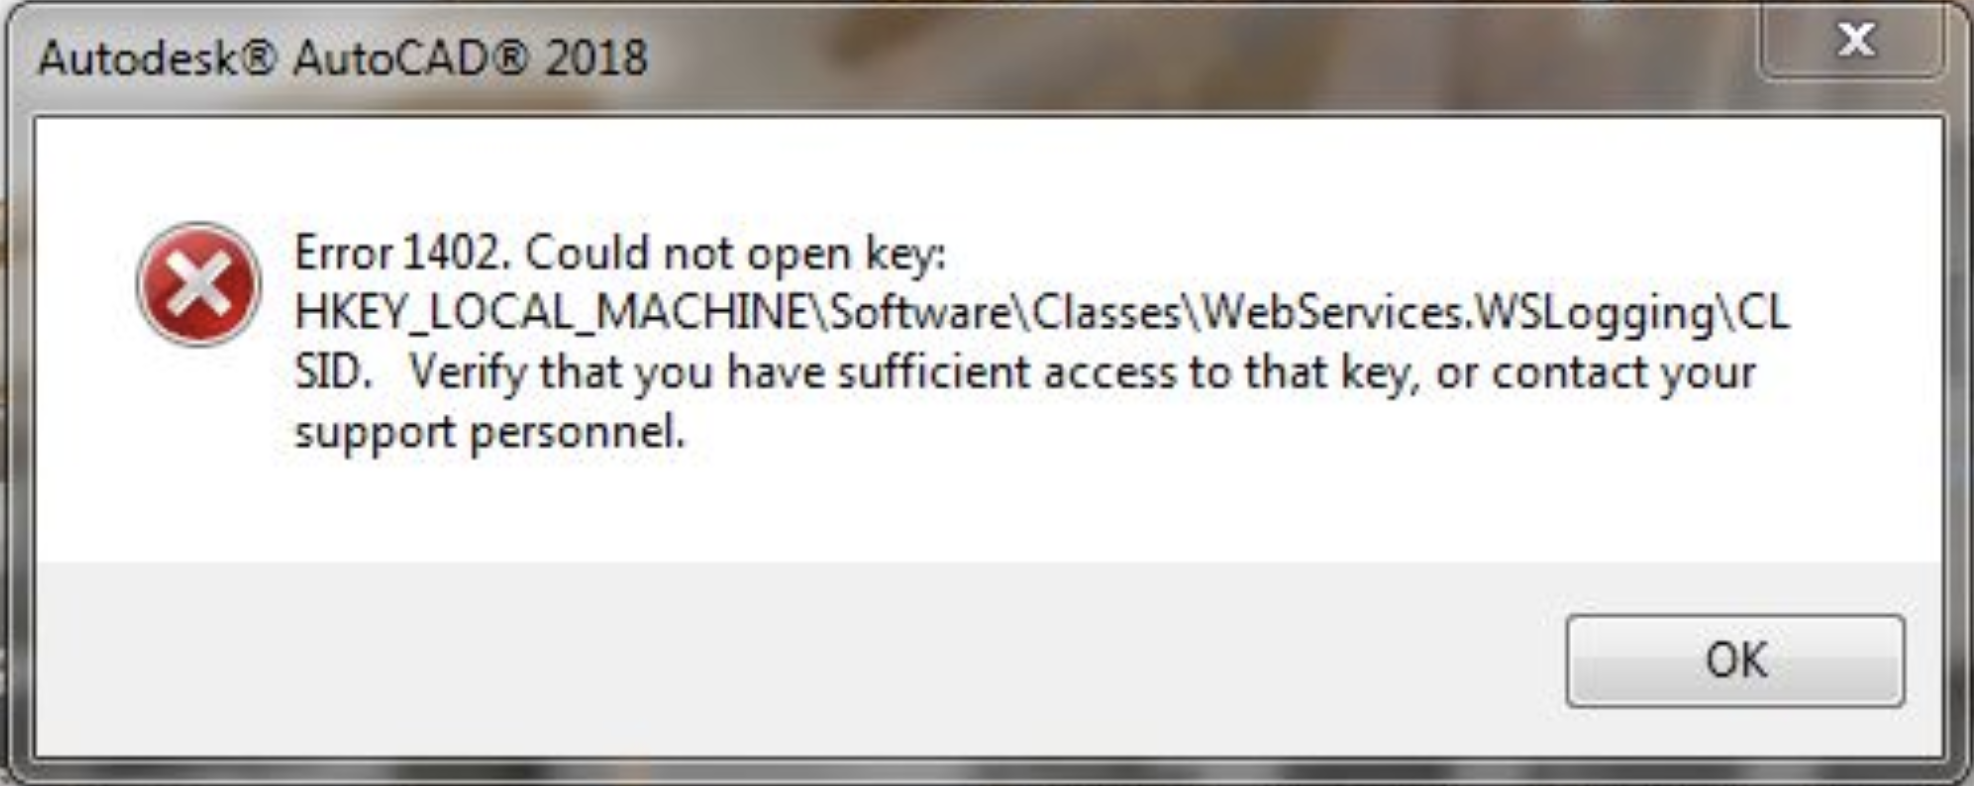 Autodesk® AutoCAD® 2018
Error 1402. Could not open key:
HKEY_LOCAL_MACHINE\Software\Classes\WebServices.WSLogging\CL
SID.   Verify that you have sufficient access to that key, or contact your
support personnel.
OK